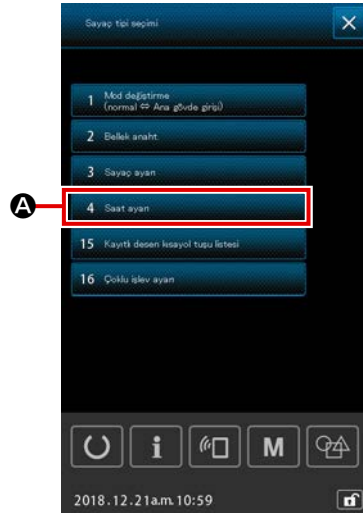 Sayaç tipi seçimi
1 Mod değiştirme
(normal ⇔ Ana gövde girişi)
2 Bellek anaht.
3 Sayaç ayarı
A
4 Saat ayarı
15 Kayıtlı desen kısayol tuşu listesi
16 Çoklu işlev ayarı
M
2018.12.21a.m.10:59